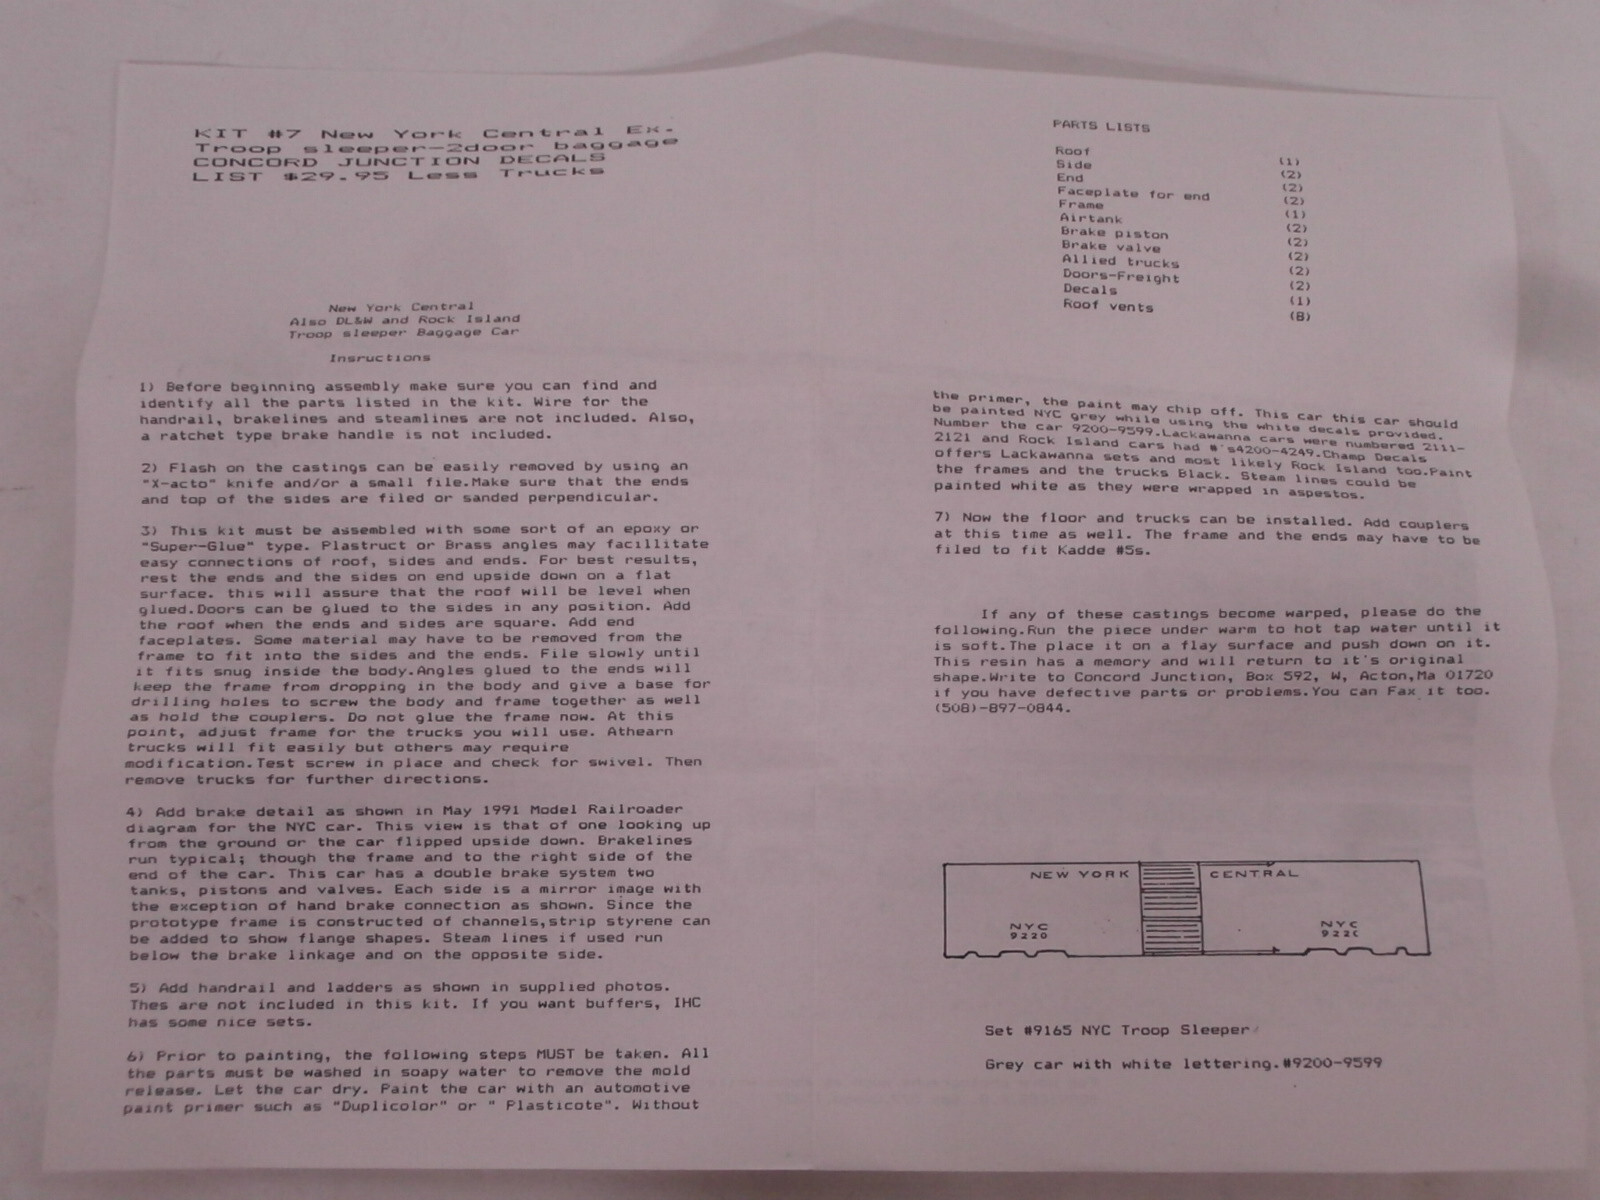 KIT #7 New York Central Ex-
Troop sleeper-2door baggage
CONCORD JUNCTION DECALS
LIST $29.95 Less Trucks
New York Central
Also DL&W and Rock Island
Troop sleeper Baggage Car
Insructions
1) Before beginning assembly make sure you can find and
identify all the parts listed in the kit. Wire for the
handrail, brakelines and steamlines are not included. Also,
a ratchet type brake handle is not included.
2) Flash on the castings can be easily removed by using an
"X-acto" knife and/or a small file.Make sure that the ends
and top of the sides are filed or sanded perpendicular.
3) This kit must be assembled with some sort of an epoxy or
"Super-Glue" type. Plastruct or Brass angles may facillitate
easy connections of roof, sides and ends. For best results,
rest the ends and the sides on end upside down on a flat
surface. this will assure that the roof will be level when
glued.Doors can be glued to the sides in any position. Add
the roof when the ends and sides are square. Add end
faceplates. Some material may have to be removed from the
frame to fit into the sides and the ends. File slowly until
it fits snug inside the body.Angles glued to the ends will
keep the frame from dropping in the body and give a base for
drilling holes to screw the body and frame together as well
as hold the couplers. Do not glue the frame now. At this
point, adjust frame for the trucks you will use. Athearn
trucks will fit easily but others may require
modification.Test screw in place and check for swivel. Then
remove trucks for further directions.
4) Add brake detail as shown in May 1991 Model Railroader
diagram for the NYC car. This view is that of one looking up
from the ground or the car flipped upside down. Brakelines
run typical; though the frame and to the right side of the
end of the car. This car has a double brake system two
tanks, pistons and valves. Each side is a mirror image with
the exception of hand brake connection as shown. Since the
prototype frame is constructed of channels,strip styrene can
be added to show flange shapes. Steam lines if used run
below the brake linkage and on the opposite side.
5) Add handrail and ladders as shown in supplied photos.
Thes are not included in this kit. If you want buffers, IHC
has some nice sets.
6) Prior to painting, the following steps MUST be taken. All
the parts must be washed in soapy water to remove the mold
release. Let the car dry. Paint the car with an automotive
paint primer such as "Duplicolor" or " Plasticote". Without
PARTS LISTS
Roof (1)
Side (2)
End (2)
Faceplate for end (2)
Frame (1)
Airtank (2)
Brake piston (2)
Brake valve (2)
Allied trucks (2)
Doors-Freight (2)
Decals (1)
Roof vents (8)
the primer, the paint may chip off. This car this car should
be painted NYC grey while using the white decals provided.
Number the car 9200-9599.Lackawanna cars were numbered 2111-
2121 and Rock Island cars had #'s4200-4249.Champ Decals
offers Lackawanna sets and most likely Rock Island too.Paint
the frames and the trucks Black. Steam lines could be
painted white as they were wrapped in aspestos.
7) Now the floor and trucks can be installed. Add couplers
at this time as well. The frame and the ends may have to be
filed to fit Kadde #5s.
If any of these castings become warped, please do the
following.Run the piece under warm to hot tap water until it
is soft.The place it on a flay surface and push down on it.
This resin has a memory and will return to it's original
shape.Write to Concord Junction, Box 592, W, Acton,Ma 01720
if you have defective parts or problems.You can Fax it too.
(508)-897-0844.
NEW YORK CENTRAL
NYC NYC
9220 922C
Set #9165 NYC Troop Sleeper
Grey car with white lettering.#9200-9599